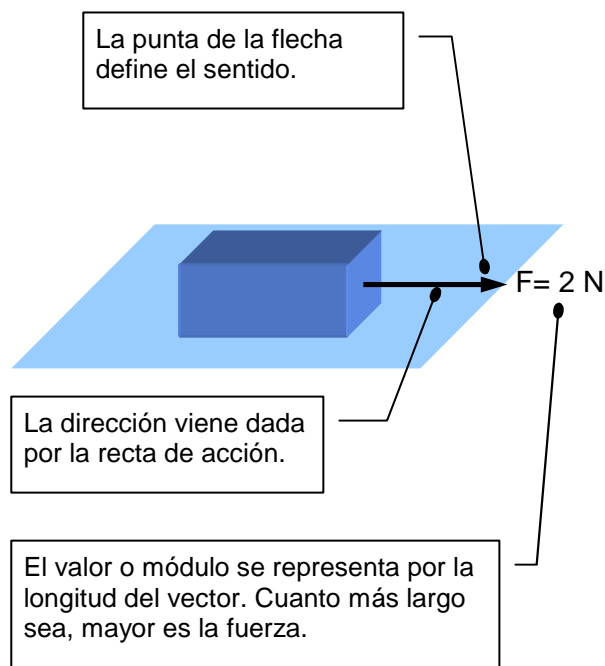 La punta de la flecha
define el sentido.
F= 2 N
La dirección viene dada
por la recta de acción.
El valor o módulo se representa por la
longitud del vector. Cuanto más largo
sea, mayor es la fuerza.